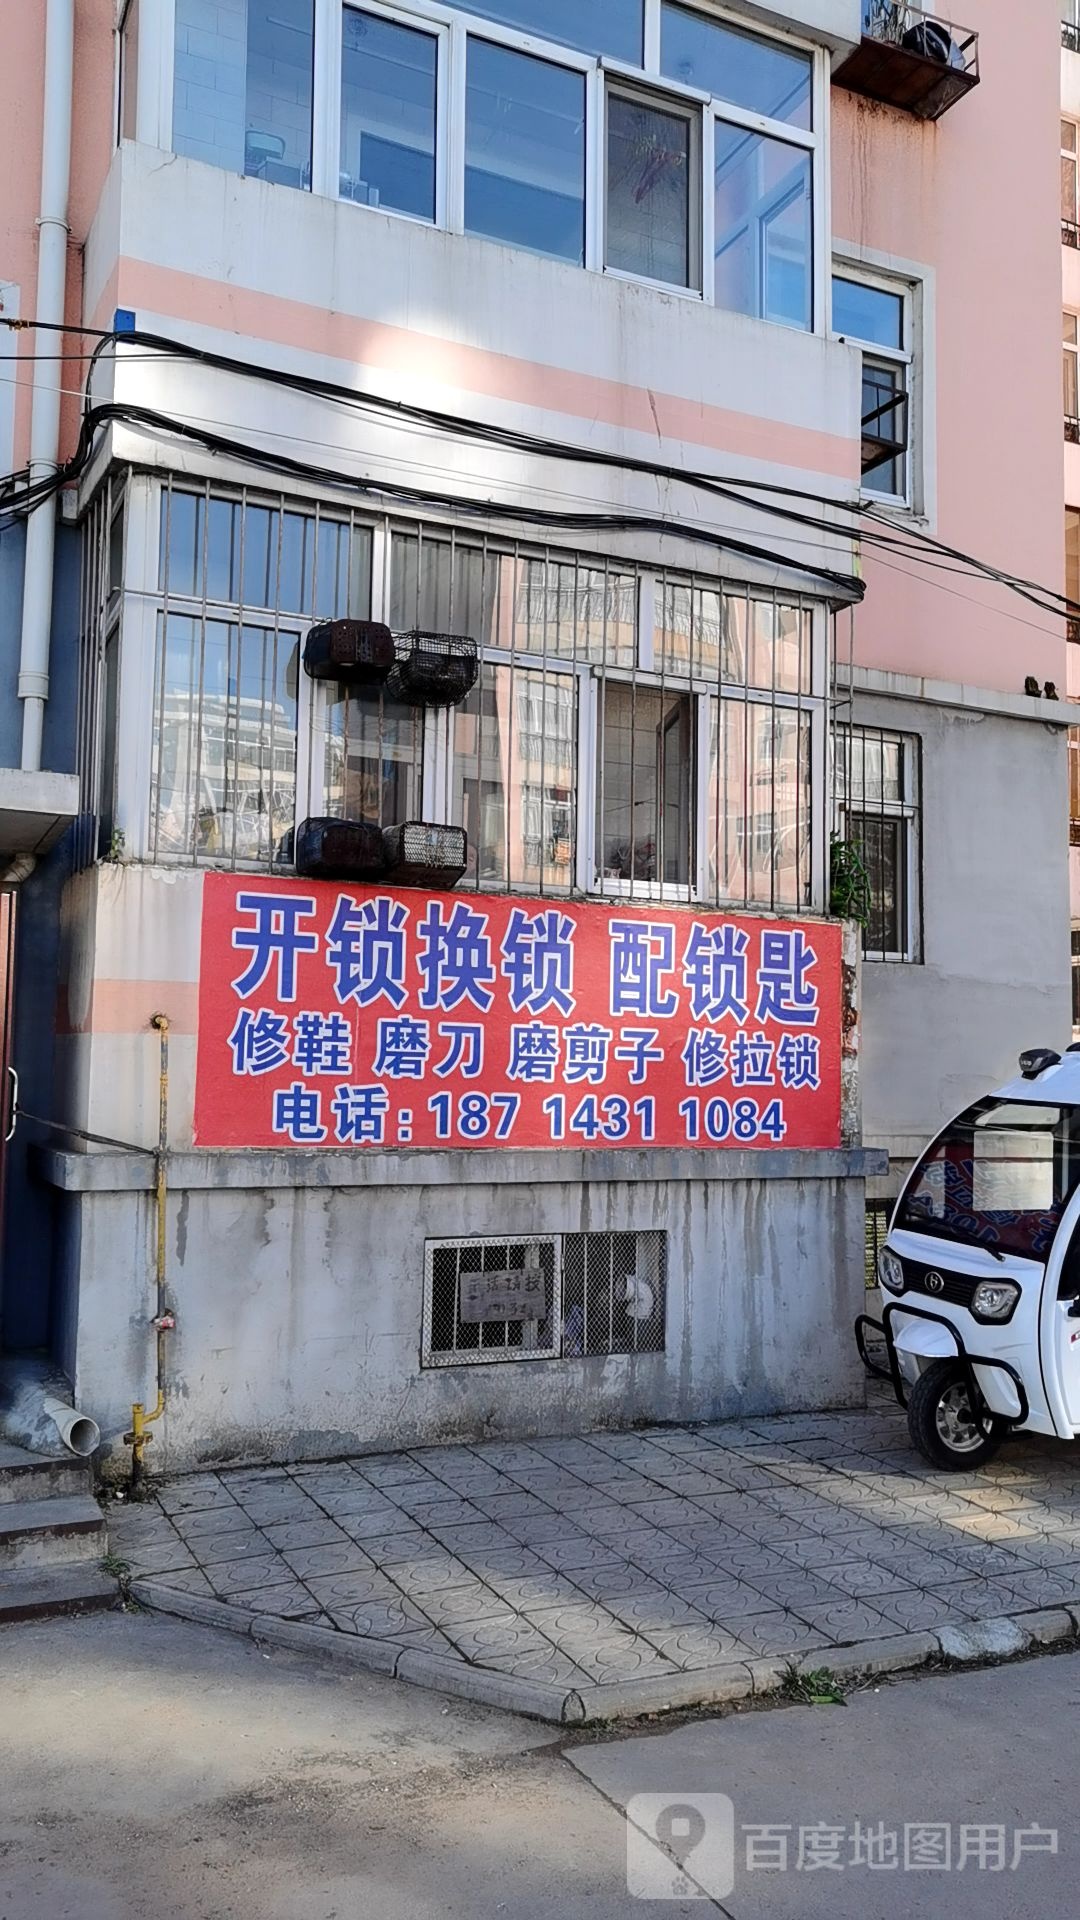 开锁换锁 配锁匙
修鞋 磨刀 磨剪子 修拉锁
电话:187 1431 1084
百度地图用户